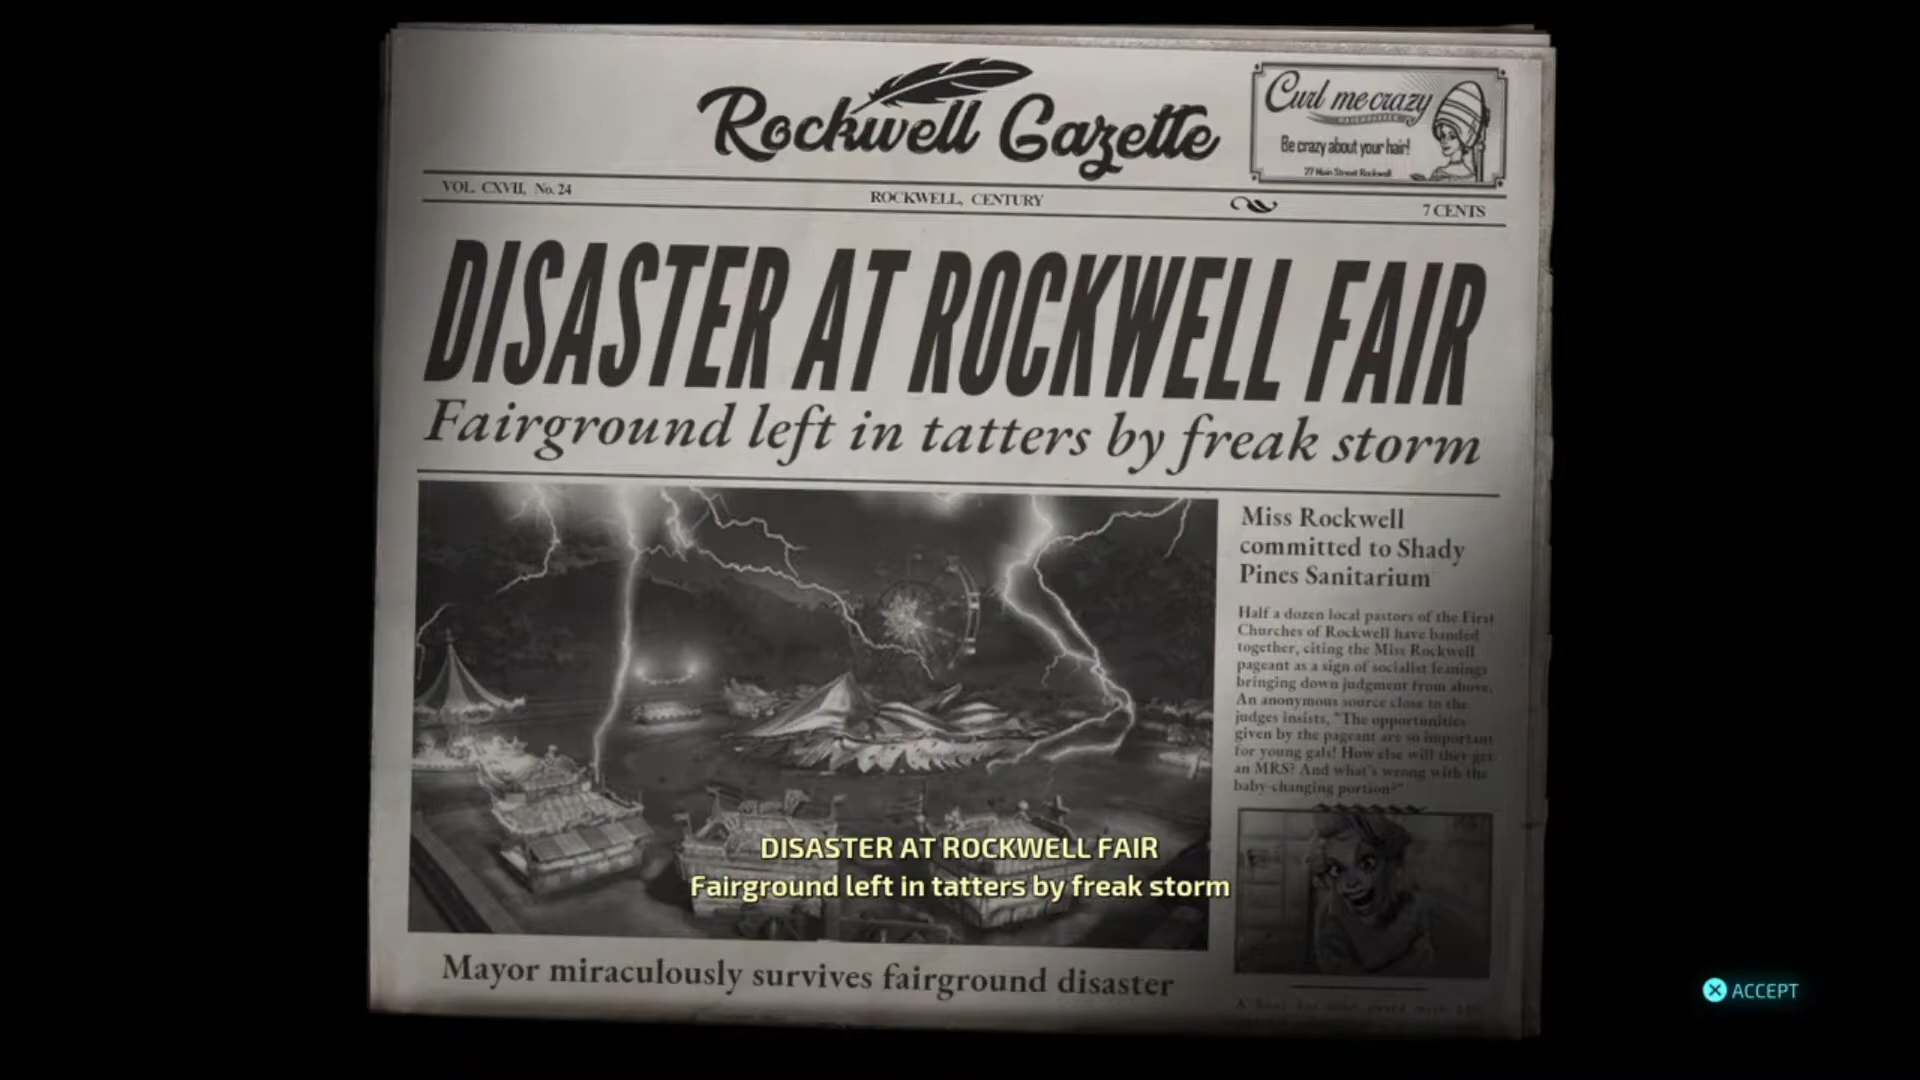 Rockwell Gazette
Curl me crazy
HAIRDRESSER
Be crazy about your hair!
77 Main Street Rockwell
VOL. CXVII, No. 24
ROCKWELL, CENTURY
7 CENTS
DISASTER AT ROCKWELL FAIR
Fairground left in tatters by freak storm
Miss Rockwell
committed to Shady
Pines Sanitarium
Half a dozen local pastors of the First
Churches of Rockwell have banded
together, citing the Miss Rockwell
pageant as a sign of socialist leanings
bringing down judgment from above.
An anonymous source close to the
judges insists, "The opportunities
given by the pageant are so important
for young gals! How else will they get
an MRS? And what's wrong with the
baby-changing portion?"
DISASTER AT ROCKWELL FAIR
Fairground left in tatters by freak storm
Mayor miraculously survives fairground disaster
ACCEPT